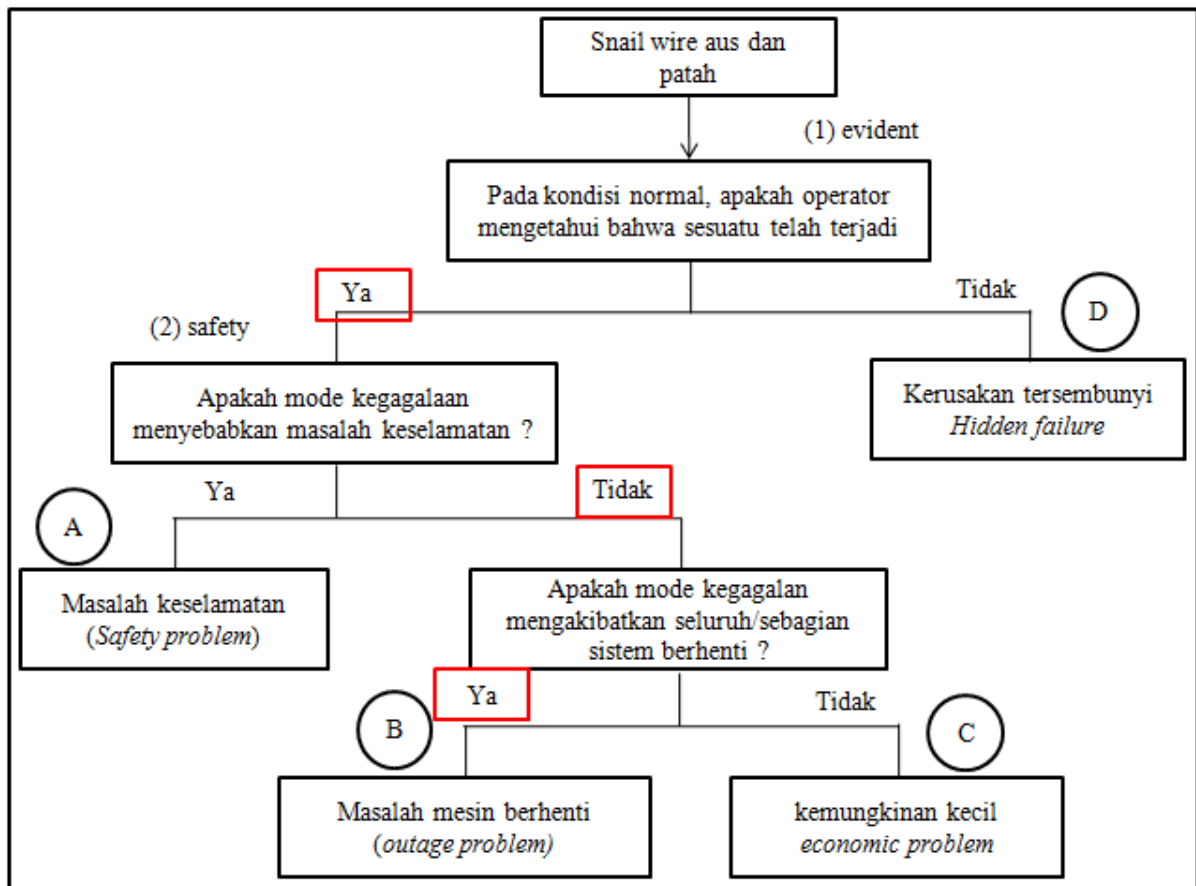 Snail wire aus dan
patah
(1) evident
Pada kondisi normal, apakah operator
mengetahui bahwa sesuatu telah terjadi
Ya
Tidak
D
(2) safety
Apakah mode kegagalaan
menyebabkan masalah keselamatan ?
Kerusakan tersembunyi
Hidden failure
Ya
Tidak
A
Masalah keselamatan
(Safety problem)
Apakah mode kegagalan
mengakibatkan seluruh/sebagian
sistem berhenti ?
Ya
Tidak
B
C
Masalah mesin berhenti
(outage problem)
kemungkinan kecil
economic problem